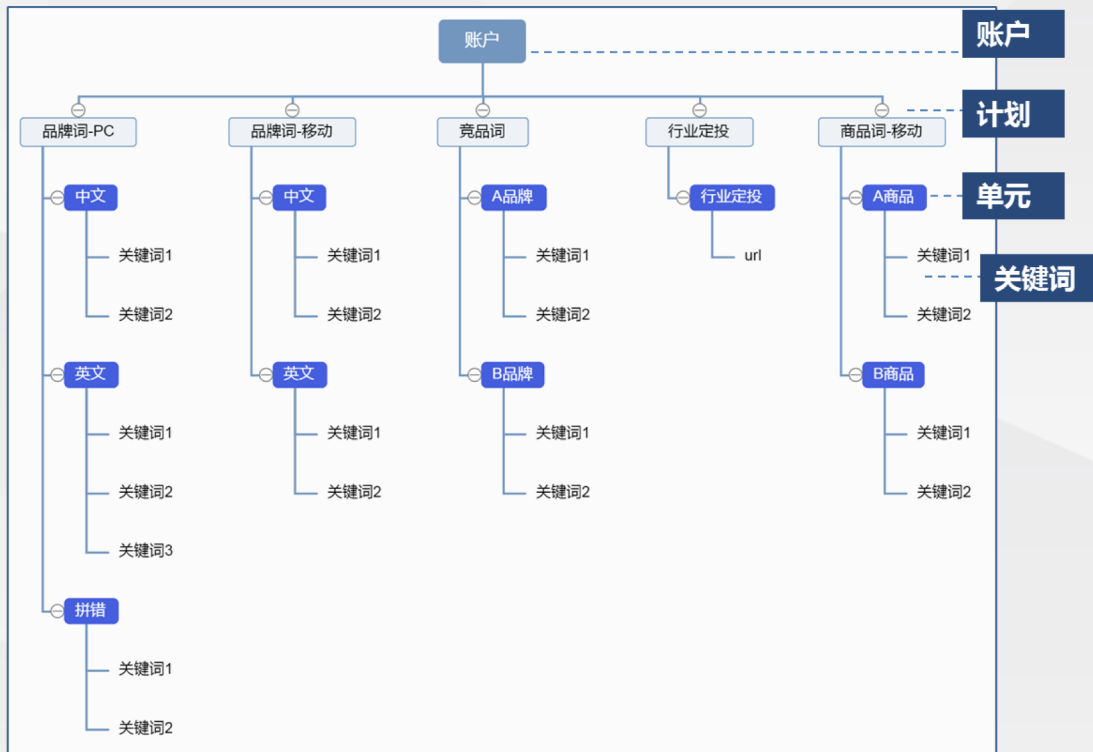 账户
账户
计划
品牌词-PC
品牌词-移动
竞品词
行业定投
商品词-移动
中文
中文
A品牌
行业定投
A商品
单元
关键词1
关键词1
关键词1
url
关键词1
关键词
关键词2
关键词2
关键词2
关键词2
英文
英文
B品牌
B商品
关键词1
关键词1
关键词1
关键词1
关键词2
关键词2
关键词2
关键词2
关键词3
拼错
关键词1
关键词2